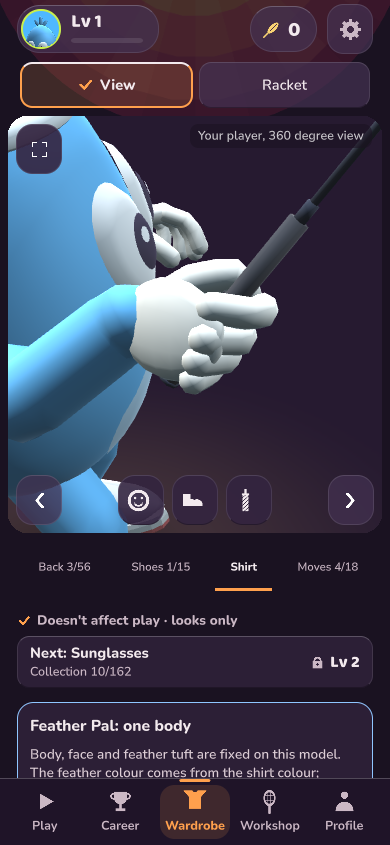 Lv 1
0
View
Racket
Your player, 360 degree view
Back 3/56
Shoes 1/15
Shirt
Moves 4/18
Doesn't affect play · looks only
Next: Sunglasses
Collection 10/162
Lv 2
Feather Pal: one body
Body, face and feather tuft are fixed on this model.
The feather colour comes from the shirt colour;
Play
Career
Wardrobe
Workshop
Profile